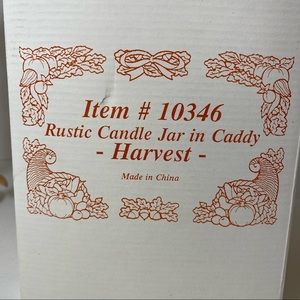 Item # 10346
Rustic Candle Jar in Caddy
- Harvest -
Made in China